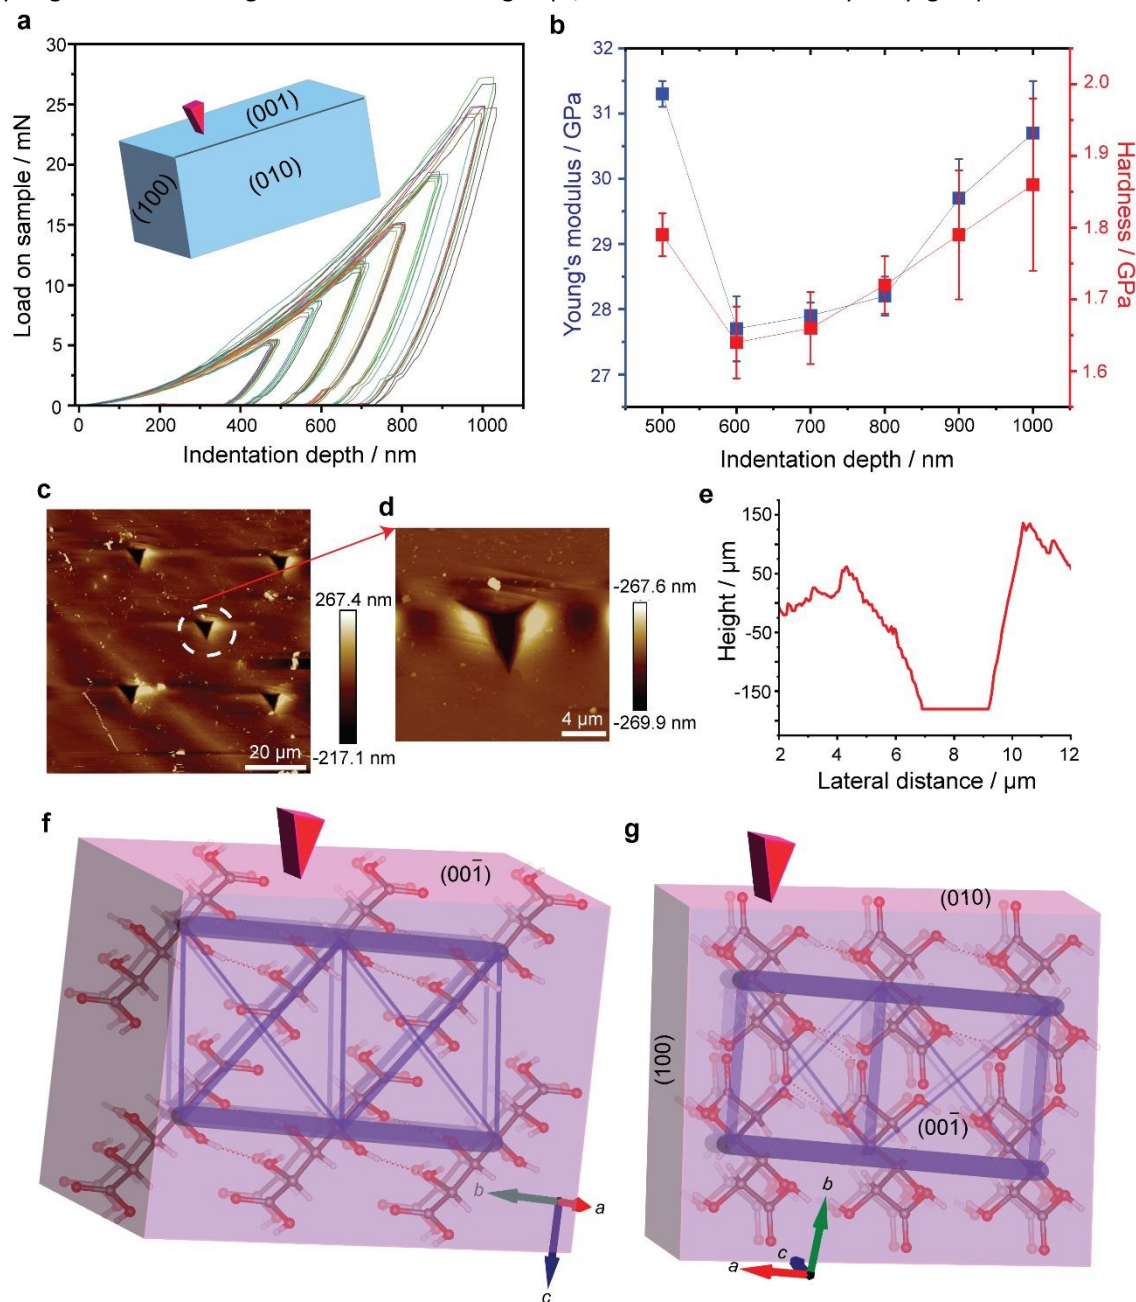 a
30
25
20
15
10
5
0
Load on sample / mN
(001)
(010)
(100)
0 200 400 600 800 1000
Indentation depth / nm
b
32
31
30
29
28
27
Young's modulus / GPa
2.0
1.9
1.8
1.7
1.6
Hardness / GPa
500 600 700 800 900 1000
Indentation depth / nm
c
267.4 nm
-217.1 nm
20 µm
d
-267.6 nm
-269.9 nm
4 µm
e
150
50
-50
-150
Height / µm
2 4 6 8 10 12
Lateral distance / µm
f
(001̄)
b
a
c
g
(010)
(100)
(001̄)
b
c
a